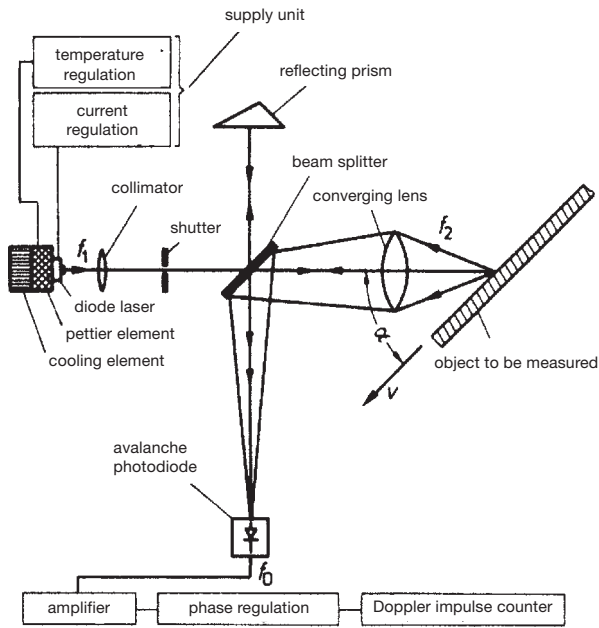 supply unit
temperature
regulation
current
regulation
reflecting prism
beam splitter
collimator
converging lens
shutter
f1
f2
diode laser
pettier element
cooling element
α
v
object to be measured
avalanche
photodiode
f0
amplifier
phase regulation
Doppler impulse counter